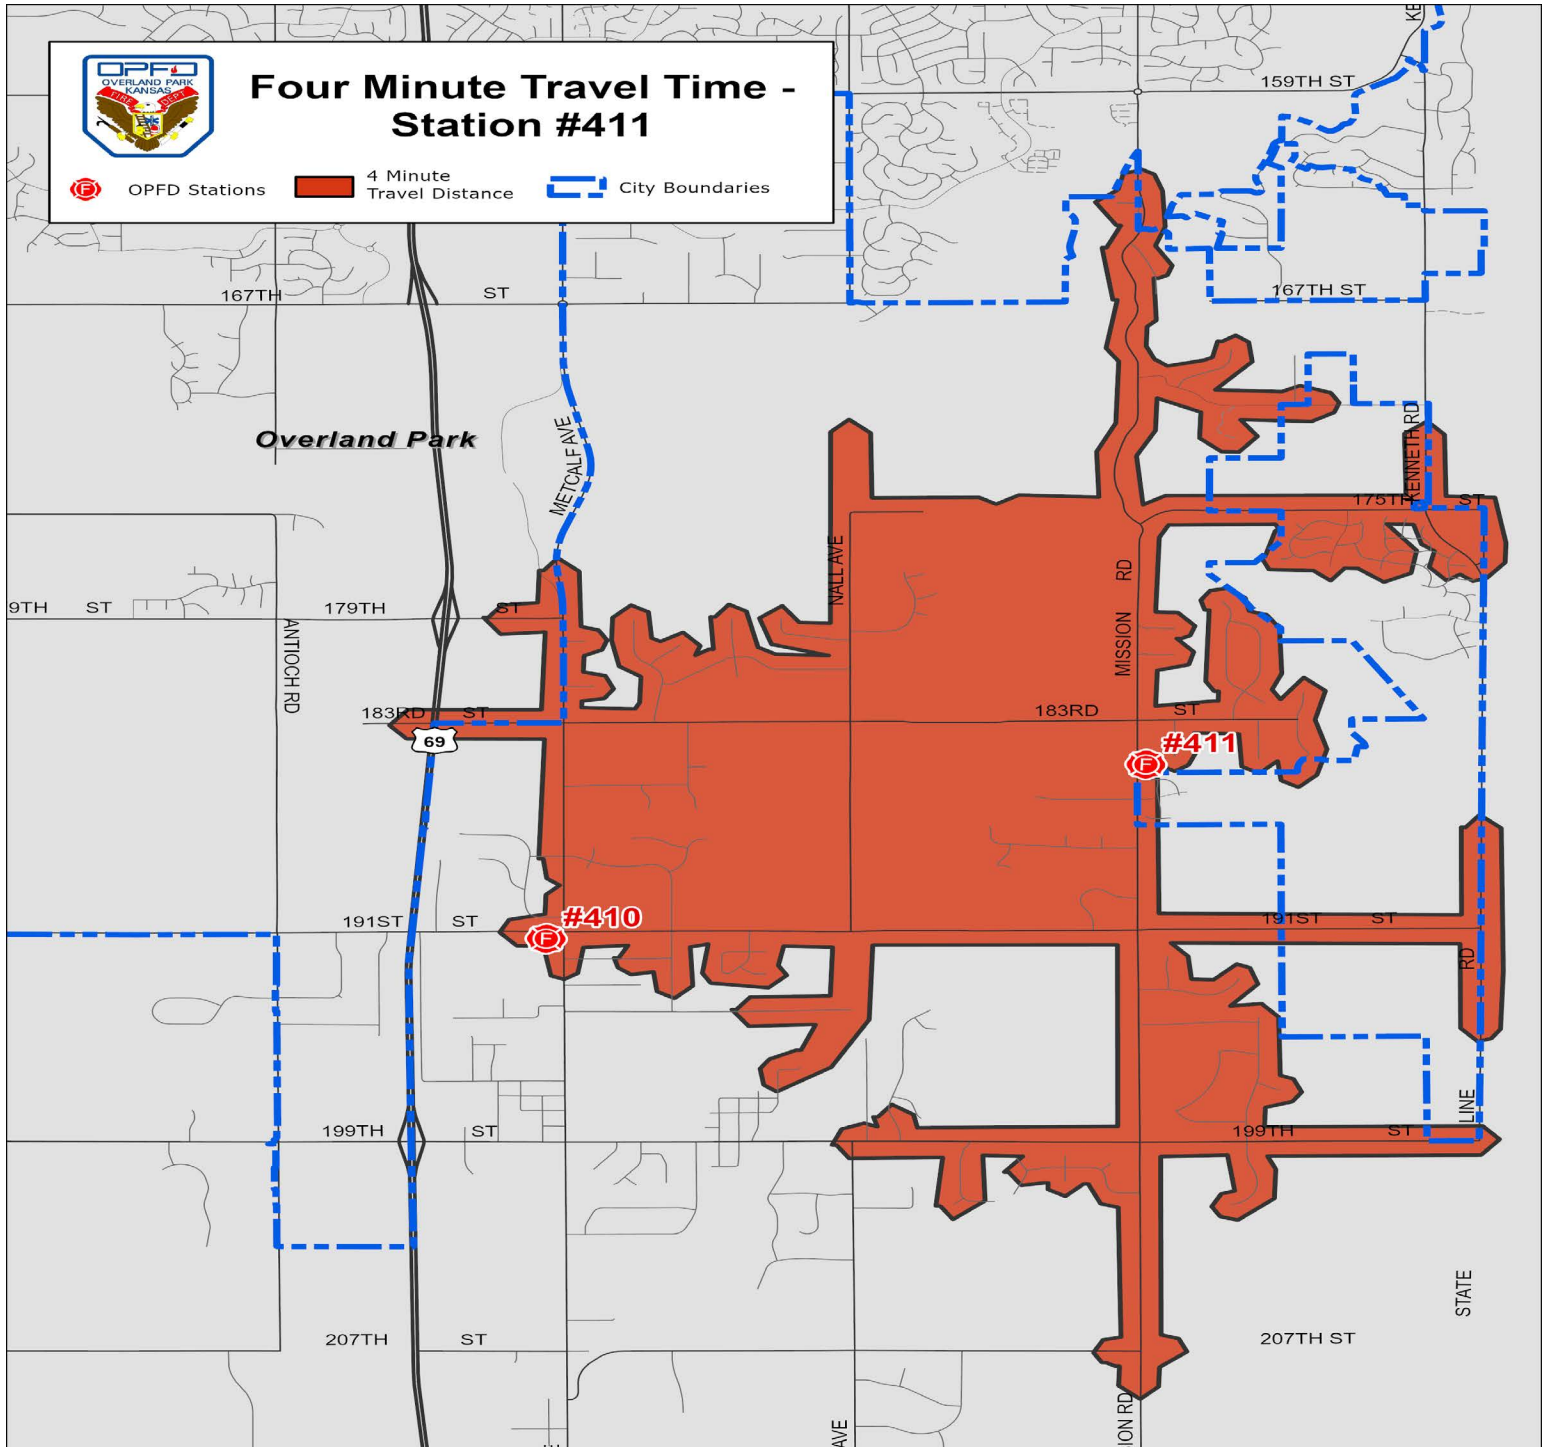 KE
159TH ST
OPFD
OVERLAND PARK
KANSAS
FIRE DEPT
Four Minute Travel Time -
Station #411
F OPFD Stations
4 Minute
Travel Distance
City Boundaries
167TH ST
167TH ST
Overland Park
METCALF AVE
KENNETH RD
175TH ST
NALL AVE
MISSION RD
9TH ST
179TH ST
ANTIOCH RD
183RD ST
183RD ST
69
#411
F
#410
F
191ST ST
191ST ST
RD
LINE
STATE
199TH ST
199TH ST
207TH ST
207TH ST
AVE
ION RD